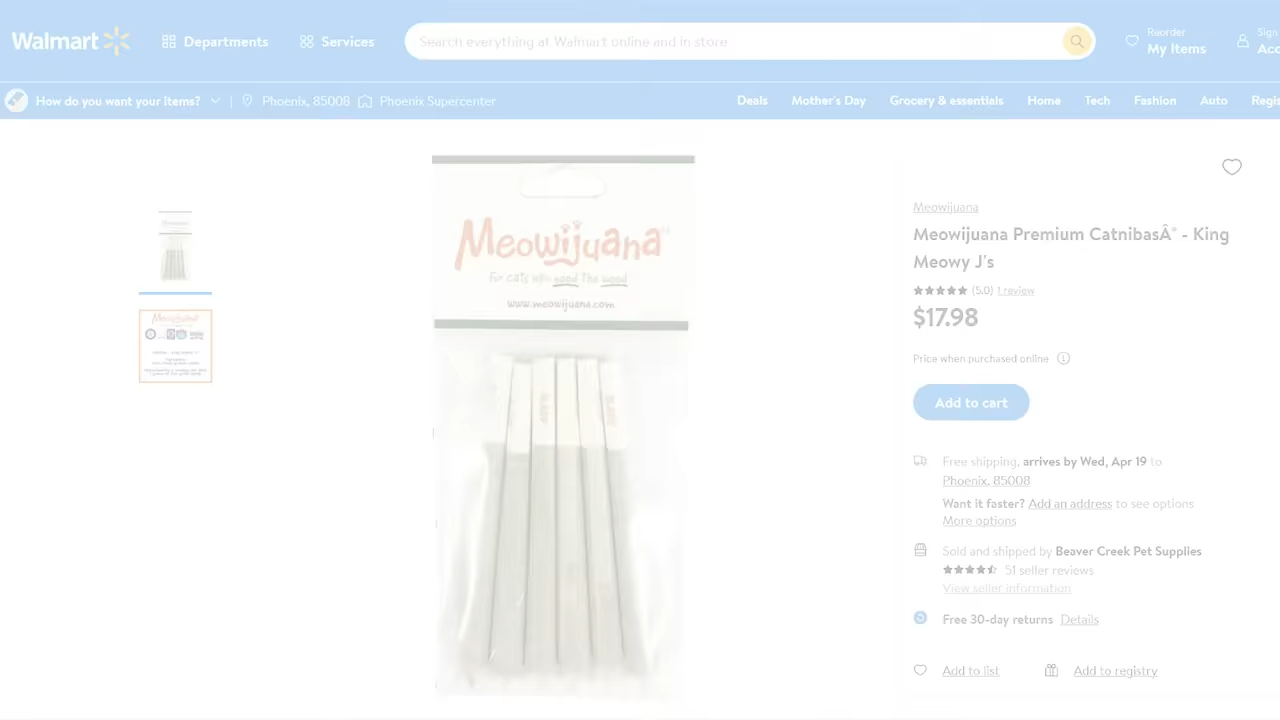 Walmart
Departments
Services
Search everything at Walmart online and in store
Reorder
My Items
Sign
Acc
How do you want your items?
Phoenix, 85008
Phoenix Supercenter
Deals
Mother's Day
Grocery & essentials
Home
Tech
Fashion
Auto
Regis
Meowijuana
for cats who need the weed
www.meowijuana.com
Meowijuana
Meowijuana Premium CatnibasÂ° - King
Meowy J's
(5.0) 1 review
$17.98
Price when purchased online
Add to cart
Free shipping, arrives by Wed, Apr 19 to
Phoenix, 85008
Want it faster? Add an address to see options
More options
Sold and shipped by Beaver Creek Pet Supplies
51 seller reviews
View seller information
Free 30-day returns Details
Add to list
Add to registry